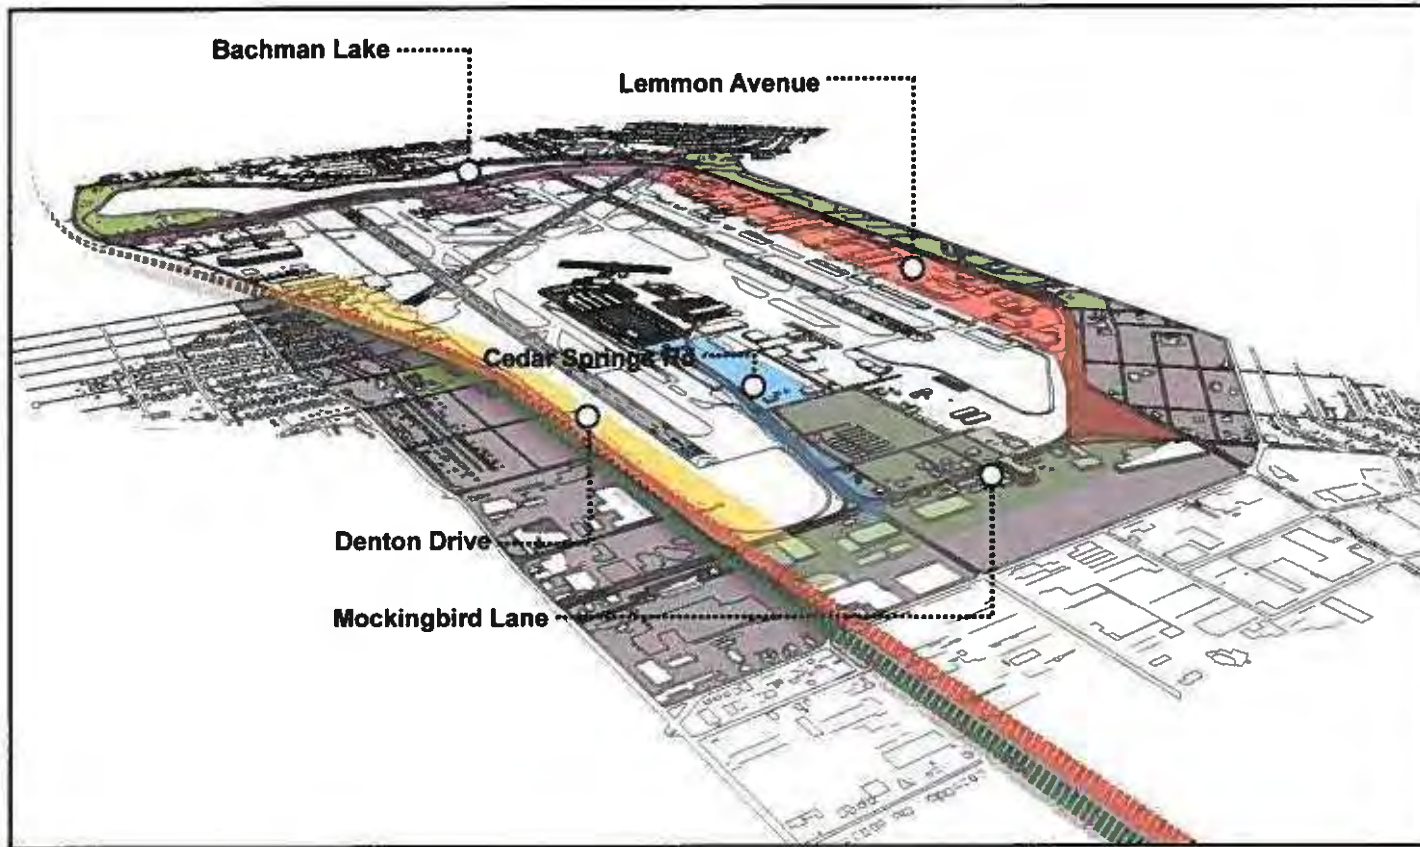 Bachman Lake
Lemmon Avenue
Cedar Springs Rd
Denton Drive
Mockingbird Lane